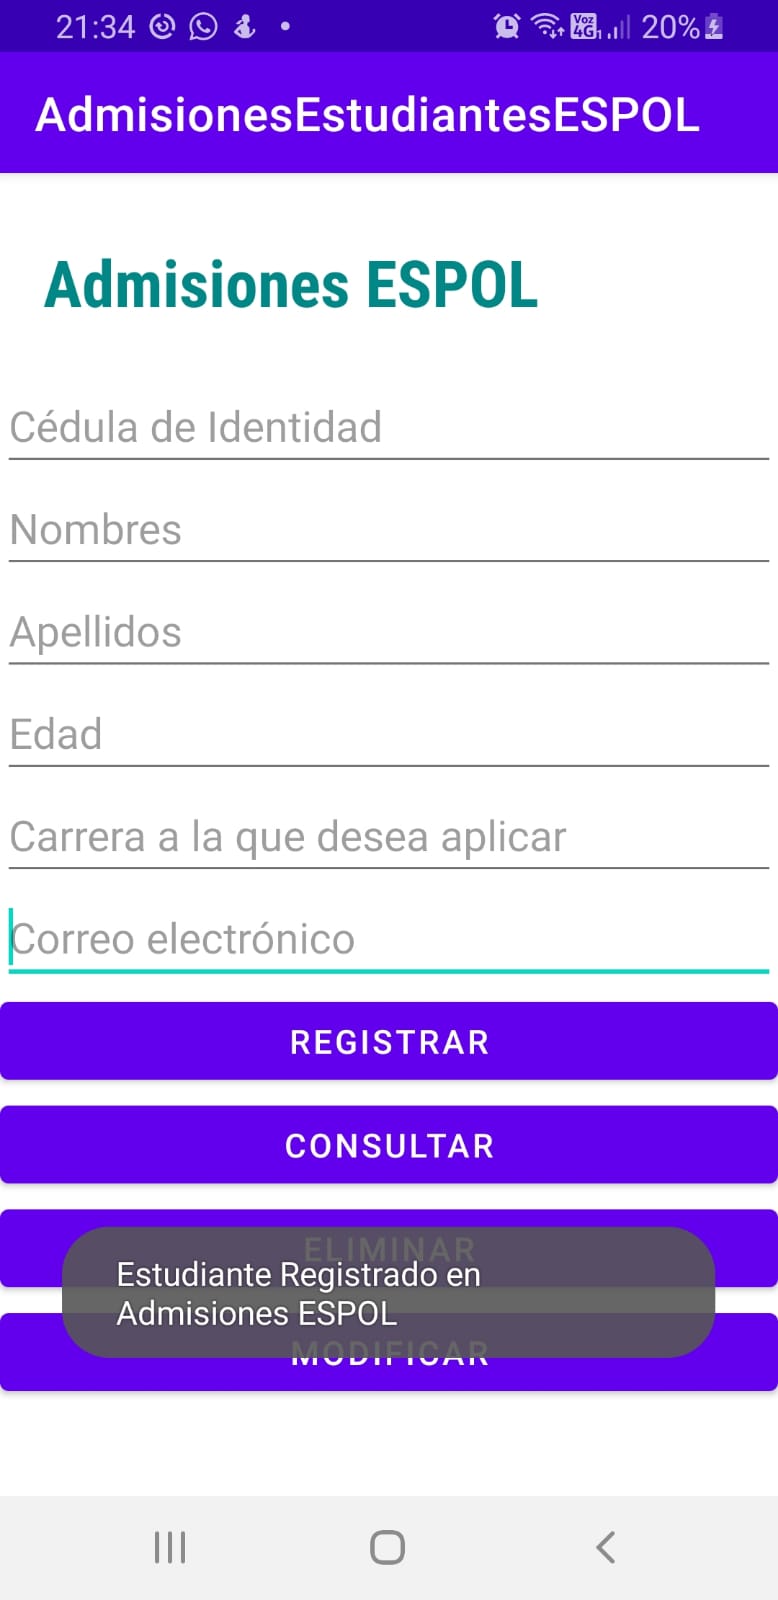 21:34
Voz 4G 1 20%
AdmisionesEstudiantesESPOL
Admisiones ESPOL
Cédula de Identidad
Nombres
Apellidos
Edad
Carrera a la que desea aplicar
Correo electrónico
REGISTRAR
CONSULTAR
ELIMINAR
Estudiante Registrado en
Admisiones ESPOL
MODIFICAR